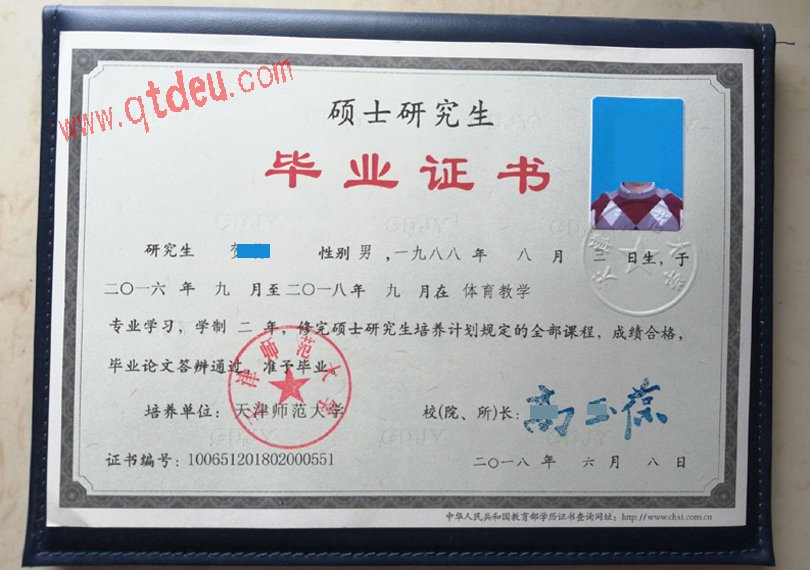 www.qtdeu.com
硕士研究生
毕业证书
研究生 贺 性别 男 ,一九八八 年 八 月 三 日生, 于
二〇一六 年 九 月至二〇一八年 九 月在 体育教学
专业学习, 学制 二 年, 修完硕士研究生培养计划规定的全部课程, 成绩合格,
毕业论文答辨通过, 准予毕业。
天津师范大学
培养单位: 天津师范大学 校(院、所)长: 高玉葆
证书编号: 100651201802000551 二〇一八 年 六 月 八 日
中华人民共和国教育部学历证书查询网址: http://www.chsi.com.cn